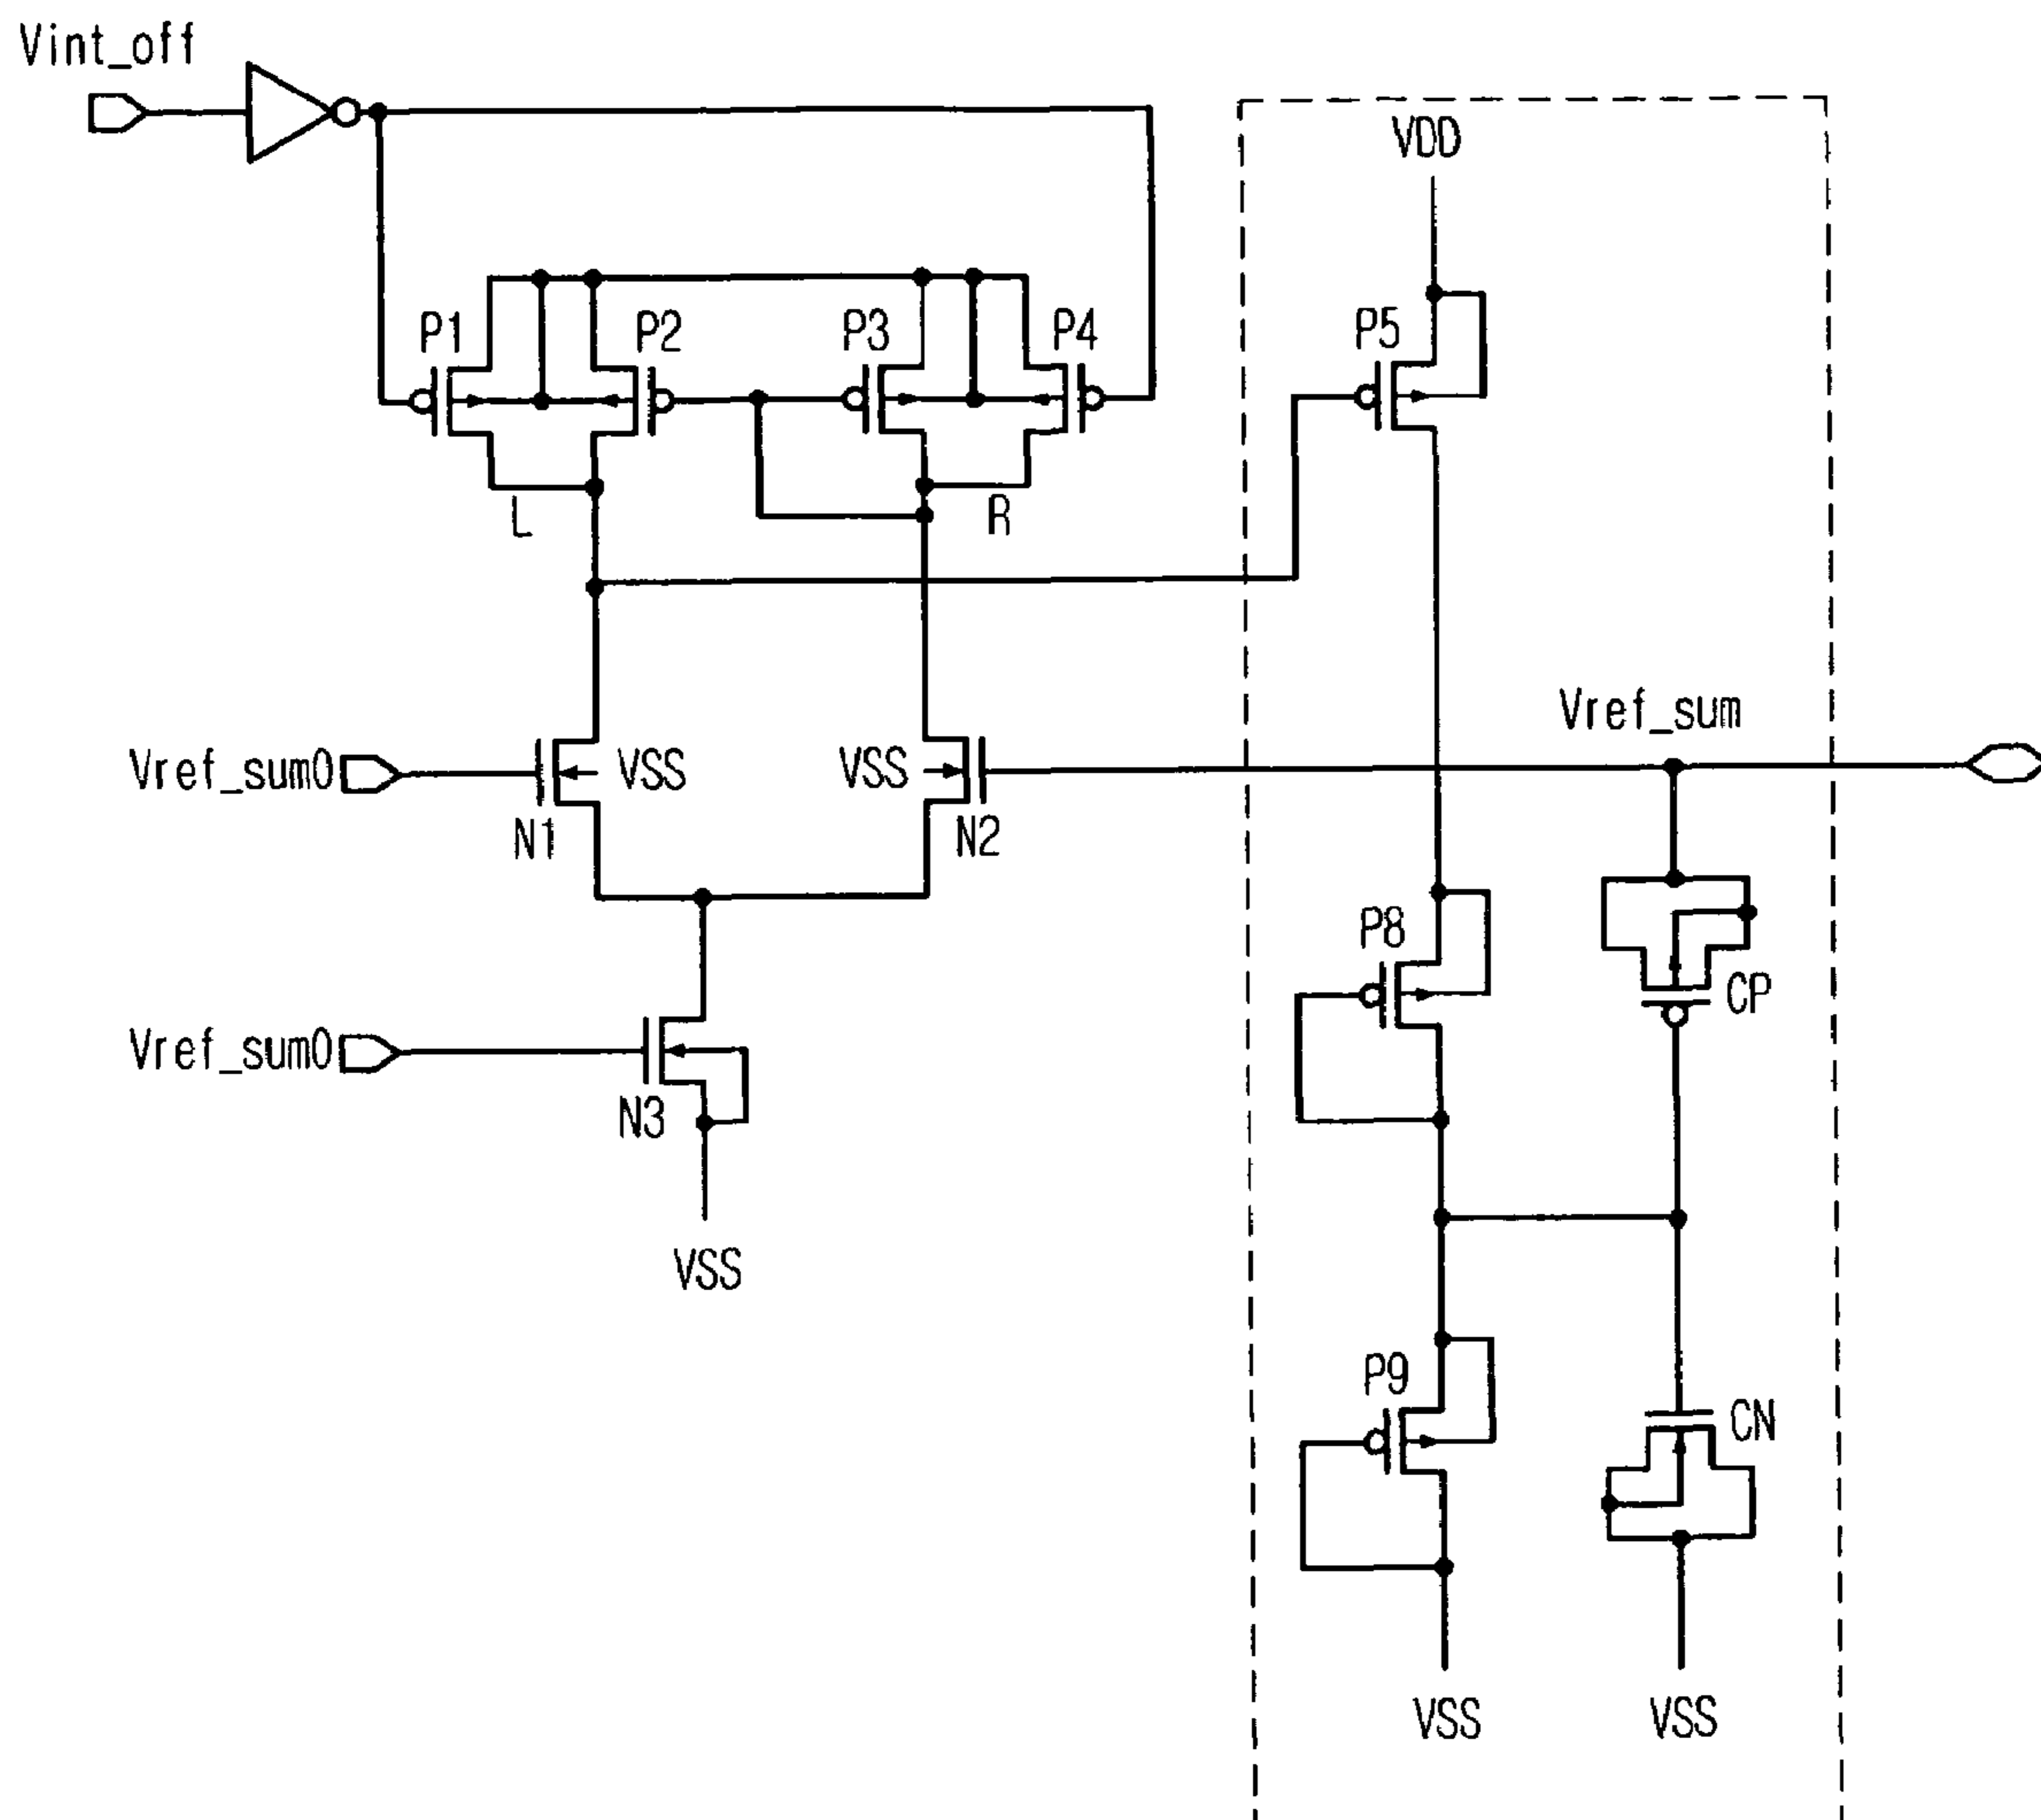 Vint_off
VDD
P1
P2
P3
P4
P5
L
R
Vref_sum
Vref_sum0
VSS
VSS
N1
N2
P8
CP
Vref_sum0
N3
VSS
P9
CN
VSS
VSS